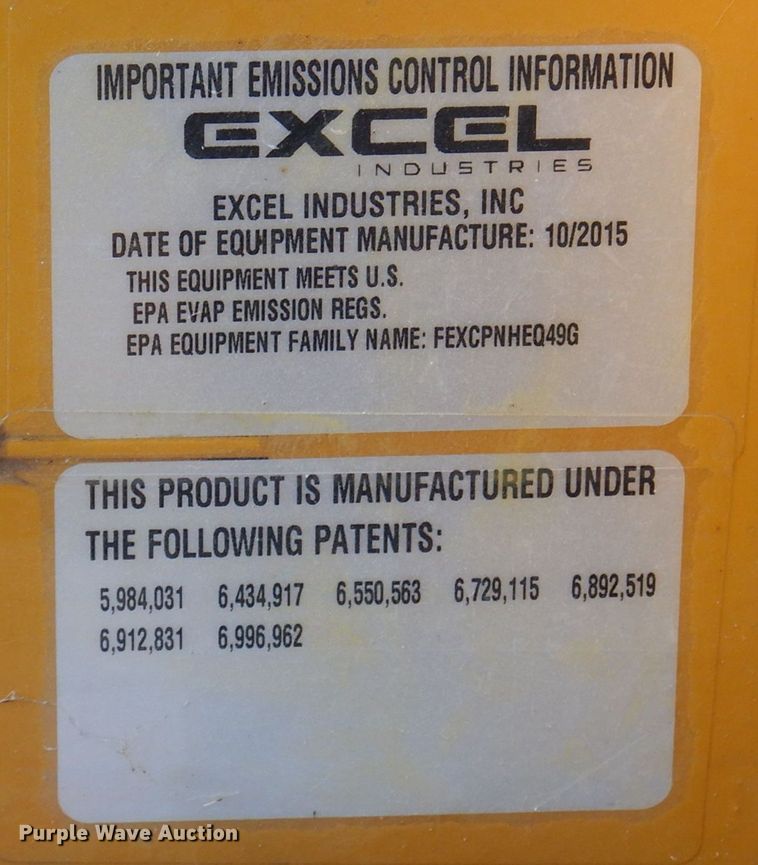 IMPORTANT EMISSIONS CONTROL INFORMATION
EXCEL
INDUSTRIES
EXCEL INDUSTRIES, INC
DATE OF EQUIPMENT MANUFACTURE: 10/2015
THIS EQUIPMENT MEETS U.S.
EPA EVAP EMISSION REGS.
EPA EQUIPMENT FAMILY NAME: FEXCPNHEQ49G
THIS PRODUCT IS MANUFACTURED UNDER
THE FOLLOWING PATENTS:
5,984,031 6,434,917 6,550,563 6,729,115 6,892,519
6,912,831 6,996,962
Purple Wave Auction